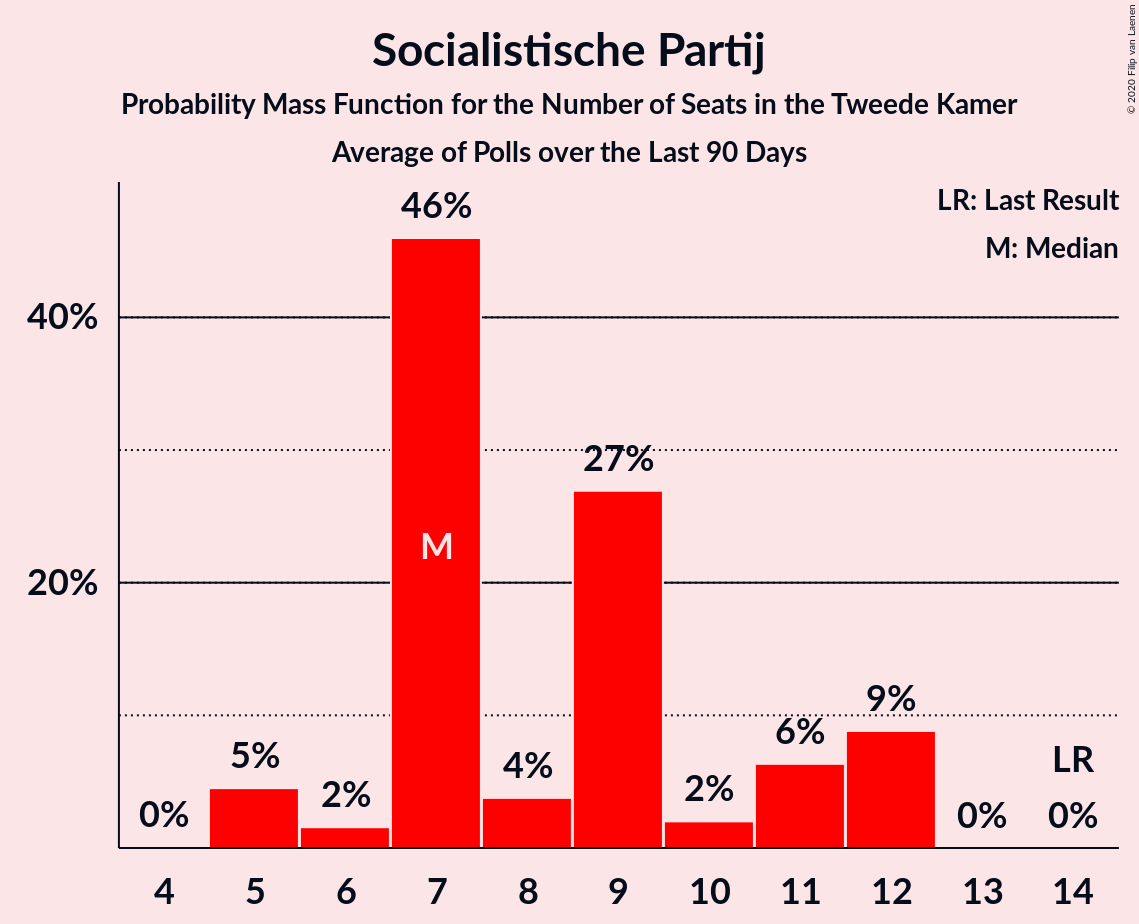 Socialistische Partij
Probability Mass Function for the Number of Seats in the Tweede Kamer
Average of Polls over the Last 90 Days
© 2020 Filip van Laenen
LR: Last Result
M: Median
46%
40%
27%
M
20%
9%
6%
5%
4%
2%
2%
LR
0%
0%
0%
4 5 6 7 8 9 10 11 12 13 14